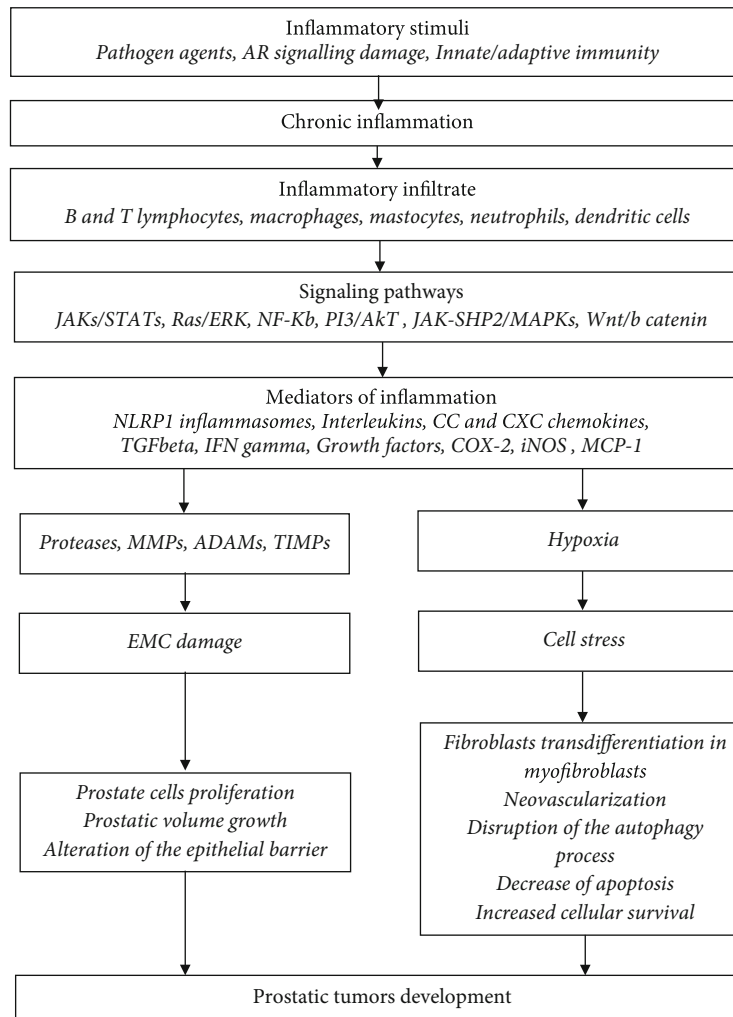 Inflammatory stimuli
Pathogen agents, AR signalling damage, Innate/adaptive immunity
Chronic inflammation
Inflammatory infiltrate
B and T lymphocytes, macrophages, mastocytes, neutrophils, dendritic cells
Signaling pathways
JAKs/STATs, Ras/ERK, NF-Kb, PI3/AkT , JAK-SHP2/MAPKs, Wnt/b catenin
Mediators of inflammation
NLRP1 inflammasomes, Interleukins, CC and CXC chemokines,
TGFbeta, IFN gamma, Growth factors, COX-2, iNOS , MCP-1
Proteases, MMPs, ADAMs, TIMPs
EMC damage
Prostate cells proliferation
Prostatic volume growth
Alteration of the epithelial barrier
Hypoxia
Cell stress
Fibroblasts transdifferentiation in
myofibroblasts
Neovascularization
Disruption of the autophagy
process
Decrease of apoptosis
Increased cellular survival
Prostatic tumors development